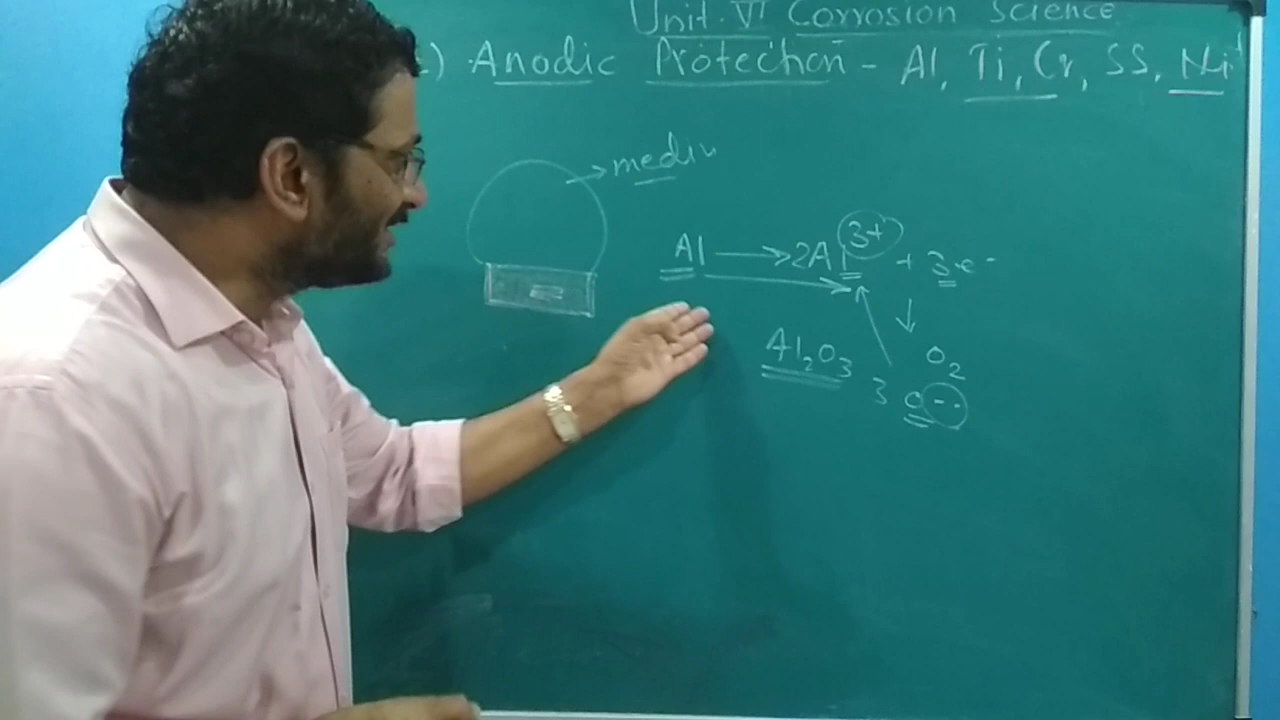 Unit-VI Corrosion Science
) Anodic Protection - Al, Ti, Cr, SS, Ni
→ mediu
Al → 2Al 3+ + 3e-
Al2O3
O2
3 O--